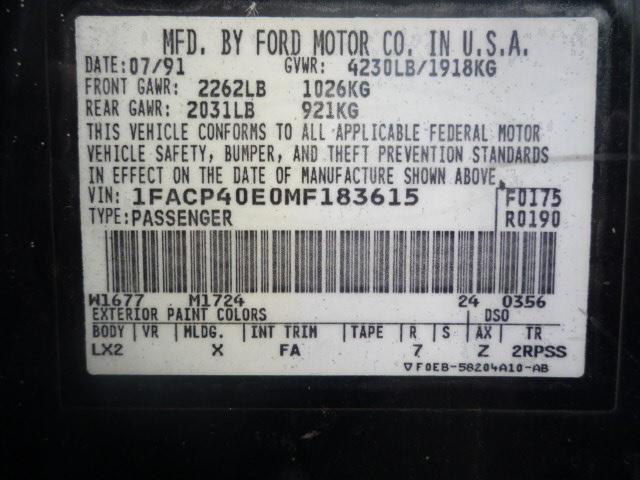 MFD. BY FORD MOTOR CO. IN U.S.A.
DATE: 07/91 GVWR: 4230LB/1918KG
FRONT GAWR: 2262LB 1026KG
REAR GAWR: 2031LB 921KG
THIS VEHICLE CONFORMS TO ALL APPLICABLE FEDERAL MOTOR
VEHICLE SAFETY, BUMPER, AND THEFT PREVENTION STANDARDS
IN EFFECT ON THE DATE OF MANUFACTURE SHOWN ABOVE.
VIN: 1FACP40E0MF183615 F0175
TYPE: PASSENGER R0190
W1677 M1724 24 0356
EXTERIOR PAINT COLORS DSO
BODY VR MLDG. INT TRIM TAPE R S AX TR
LX2 X FA 7 Z 2RPSS
▽F0EB-58204A10-AB